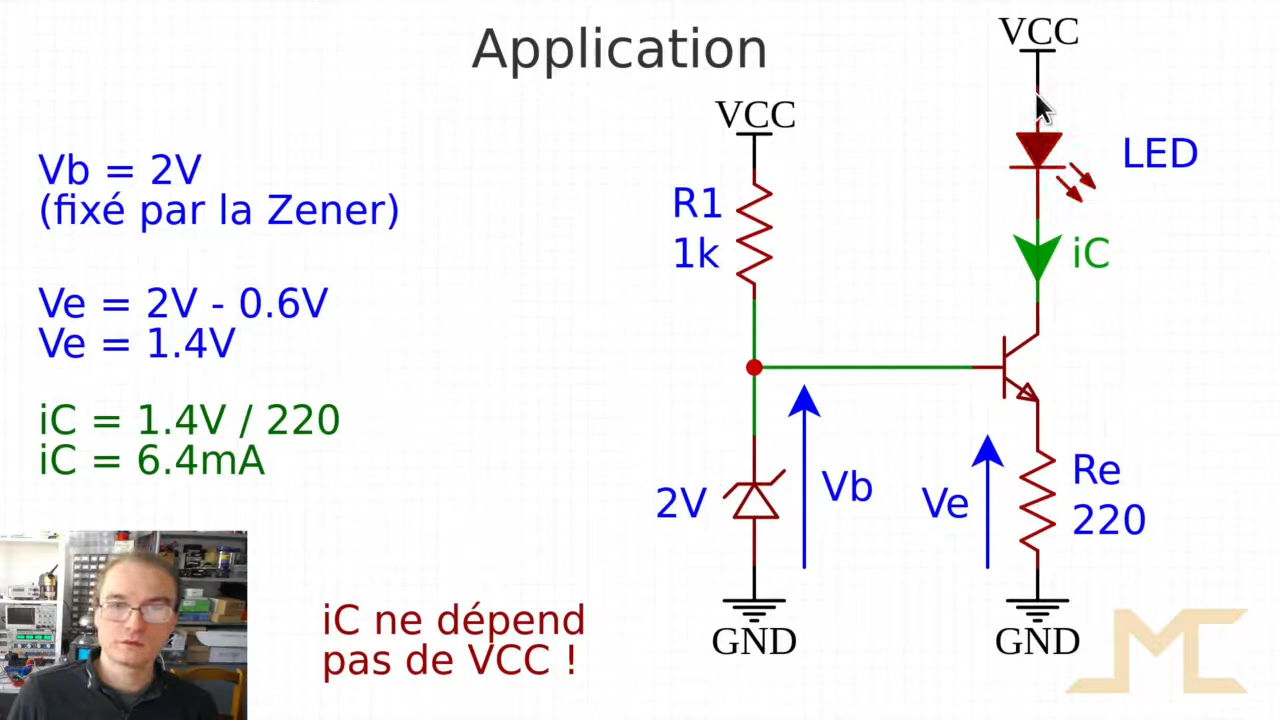 Application
VCC
VCC
LED
Vb = 2V
(fixé par la Zener)
R1
1k
iC
Ve = 2V - 0.6V
Ve = 1.4V
iC = 1.4V / 220
iC = 6.4mA
2V
Vb
Ve
Re
220
iC ne dépend
pas de VCC !
GND
GND
MC